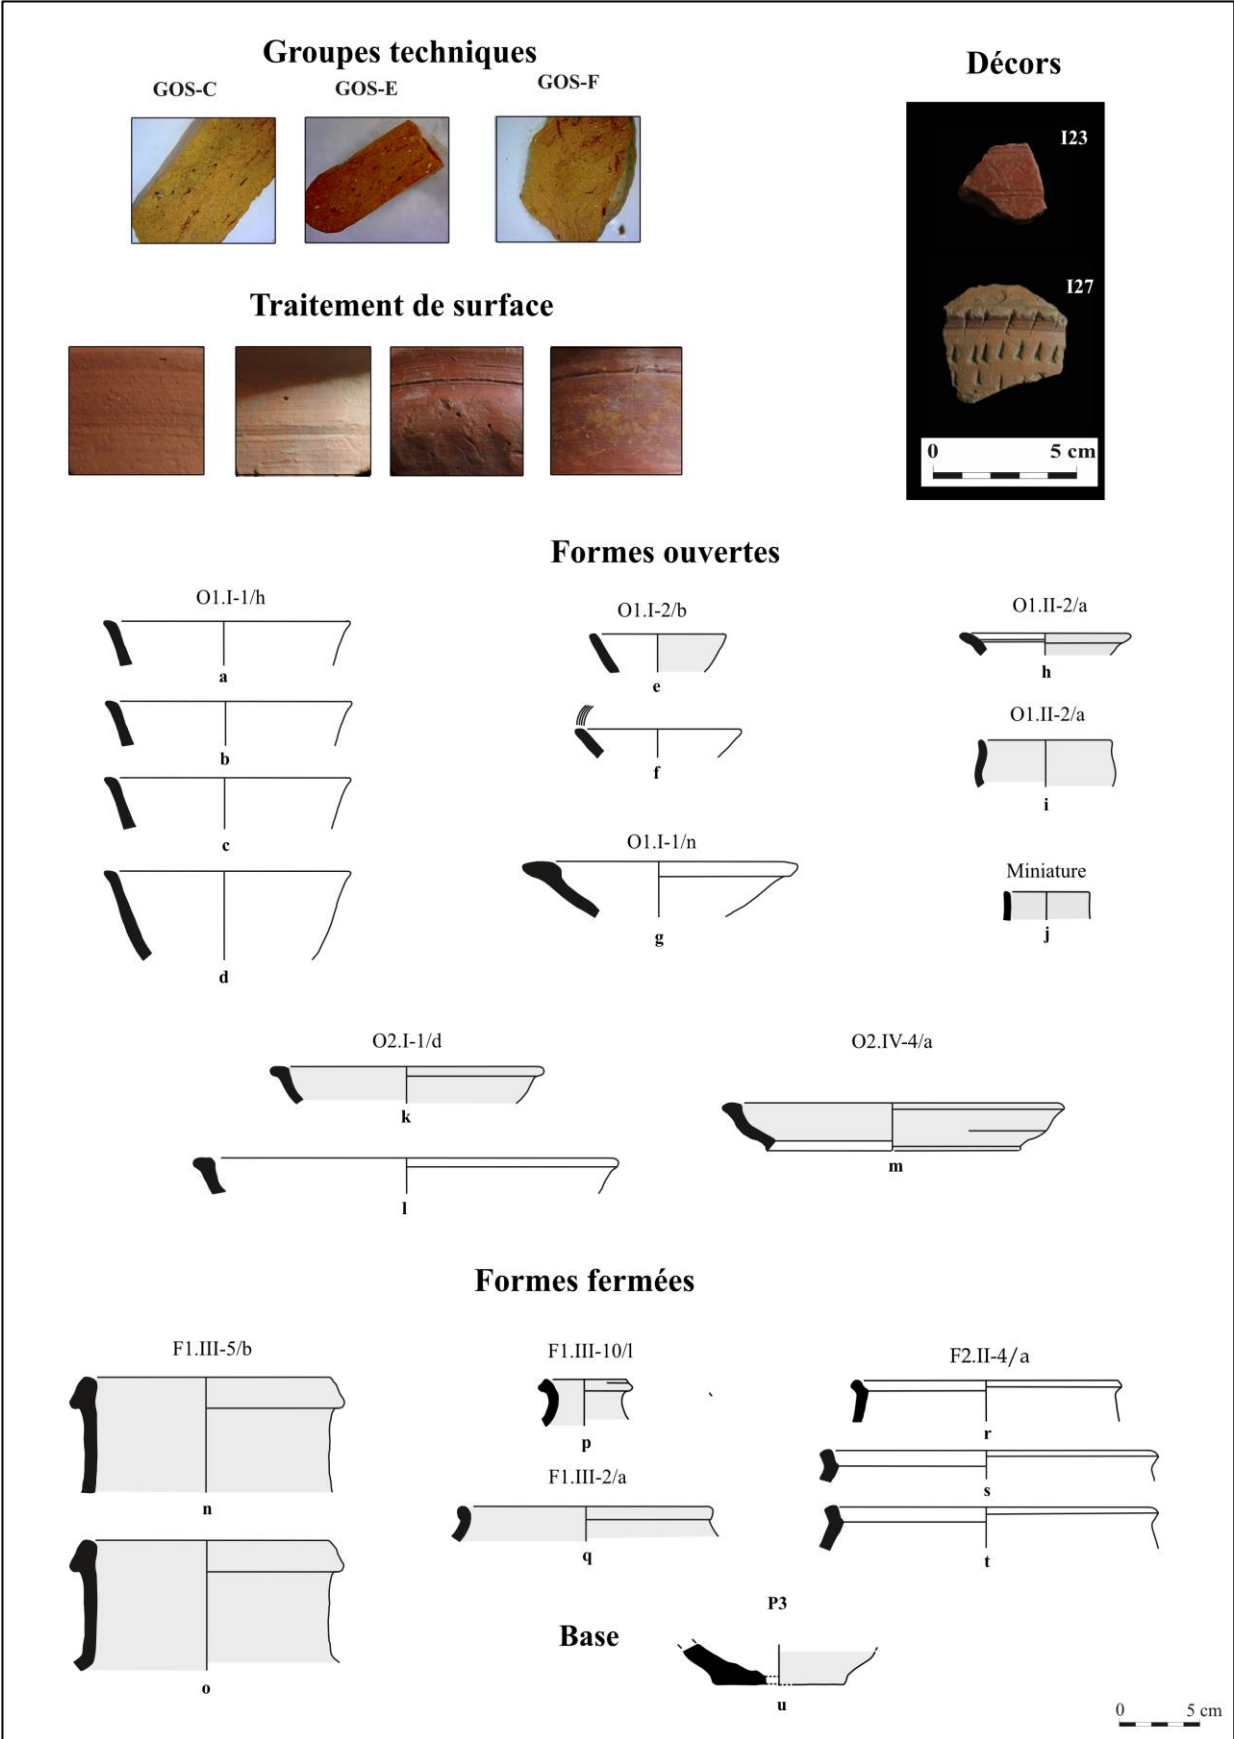 Groupes techniques
GOS-C
GOS-E
GOS-F
Décors
I23
I27
0 5 cm
Traitement de surface
Formes ouvertes
O1.I-1/h
a
b
c
d
O1.I-2/b
e
f
O1.I-1/n
g
O1.II-2/a
h
O1.II-2/a
i
Miniature
j
O2.I-1/d
k
l
O2.IV-4/a
m
Formes fermées
F1.III-5/b
n
o
F1.III-10/l
p
F1.III-2/a
q
F2.II-4/a
r
s
t
Base
P3
u
0 5 cm